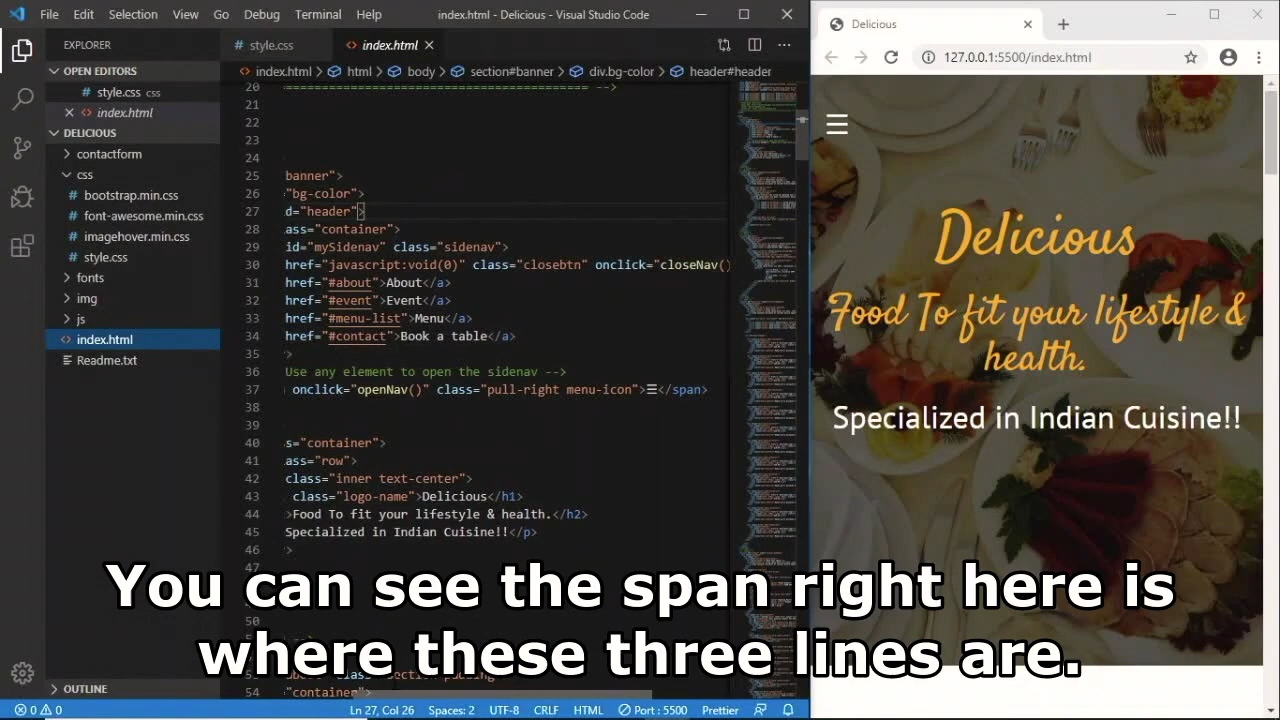 File Edit Selection View Go Debug Terminal Help index.html - Delicious - Visual Studio Code
EXPLORER
OPEN EDITORS
style.css css
index.html
DELICIOUS
contactform
css
bootstrap.min.css
font-awesome.min.css
imagehover.min.css
style.css
fonts
img
js
index.html
Readme.txt
style.css
index.html
index.html > html > body > section#banner > div.bg-color > header#header
20 ======================================= -->
21
22
23
24
25 banner">
26 "bg-color">
27 d="header">
28 ass="container">
29 id="mySidenav" class="sidenav">
30 href="javascript:void(0)" class="closebtn" onclick="closeNav()
31 href="#about">About</a>
32 href="#event">Event</a>
33 href="#menu-list">Menu</a>
34 href="#contact">Book a table</a>
35 >
36 Use any element to open the sidenav -->
37 onclick="openNav()" class="pull-right menu-icon">☰</span>
38
39
40 s="container">
41 ass="row">
42 class="inner text-center">
43 class="logo-name">Delicious</h1>
44 >Food To fit your lifestyle & health.</h2>
45 Specialized in Indian Cuisine!!</p>
46 >
47
54 "container">
0 0 Ln 27, Col 26 Spaces: 2 UTF-8 CRLF HTML Port : 5500 Prettier
Delicious
127.0.0.1:5500/index.html
☰
Delicious
Food To fit your lifestyle &
health.
Specialized in Indian Cuisine!!
You can see the span right here is
where these three lines are.